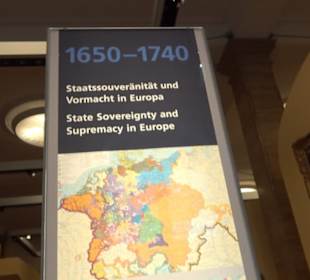 1650–1740
Staatssouveränität und
Vormacht in Europa
State Sovereignty and
Supremacy in Europe